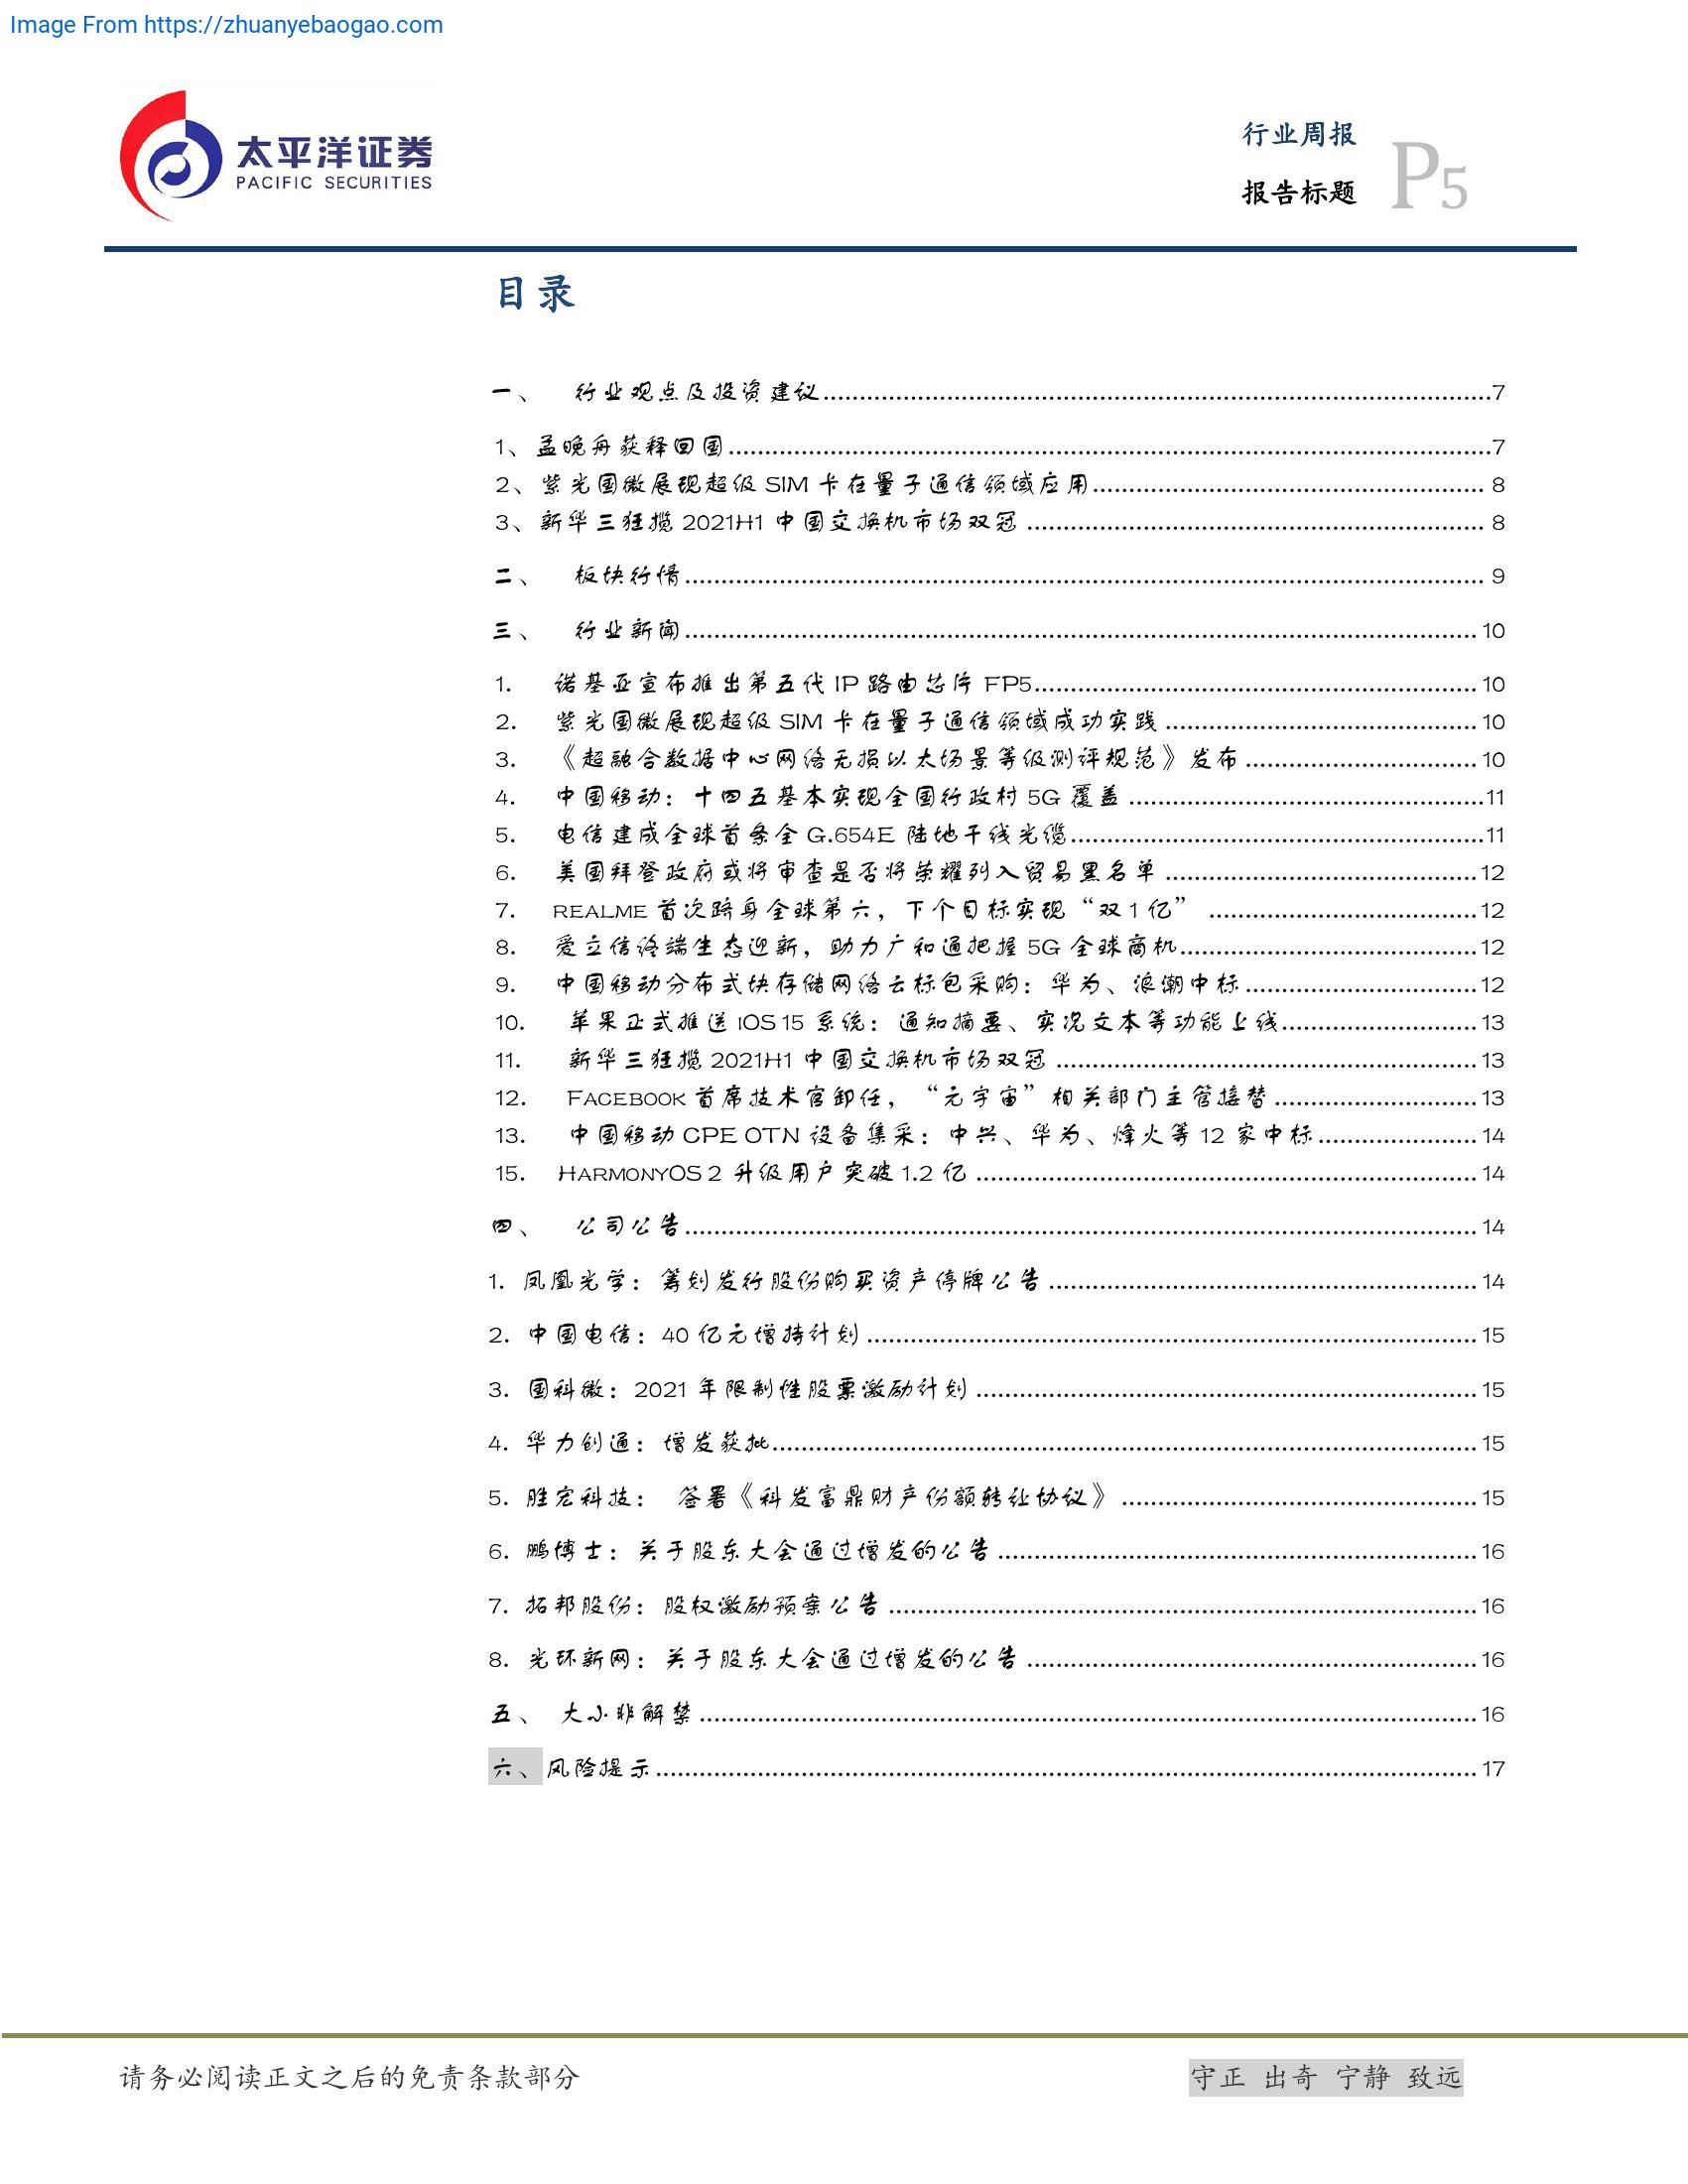 Image From https://zhuanyebaogao.com
太平洋证券
PACIFIC SECURITIES
行业周报
报告标题
P5
目录
一、 行业观点及投资建议 7
1、孟晚舟获释回国 7
2、紫光国微展现超级 SIM 卡在量子通信领域应用 8
3、新华三狂揽 2021H1 中国交换机市场双冠 8
二、 板块行情 9
三、 行业新闻 10
1. 诺基亚宣布推出第五代 IP 路由芯片 FP5 10
2. 紫光国微展现超级 SIM 卡在量子通信领域成功实践 10
3. 《超融合数据中心网络无损以太场景等级测评规范》发布 10
4. 中国移动：十四五基本实现全国行政村 5G 覆盖 11
5. 电信建成全球首条全 G.654E 陆地干线光缆 11
6. 美国拜登政府或将审查是否将荣耀列入贸易黑名单 12
7. REALME 首次跻身全球第六，下个目标实现“双 1 亿” 12
8. 爱立信终端生态迎新，助力广和通把握 5G 全球商机 12
9. 中国移动分布式块存储网络云标包采购：华为、浪潮中标 12
10. 苹果正式推送 IOS 15 系统：通知摘要、实况文本等功能上线 13
11. 新华三狂揽 2021H1 中国交换机市场双冠 13
12. FACEBOOK 首席技术官卸任，“元宇宙”相关部门主管接替 13
13. 中国移动 CPE OTN 设备集采：中兴、华为、烽火等 12 家中标 14
15. HARMONYOS 2 升级用户突破 1.2 亿 14
四、 公司公告 14
1. 凤凰光学：筹划发行股份购买资产停牌公告 14
2. 中国电信：40 亿元增持计划 15
3. 国科微：2021 年限制性股票激励计划 15
4. 华力创通：增发获批 15
5. 胜宏科技： 签署《科发富鼎财产份额转让协议》 15
6. 鹏博士：关于股东大会通过增发的公告 16
7. 拓邦股份：股权激励预案公告 16
8. 光环新网：关于股东大会通过增发的公告 16
五、 大小非解禁 16
六、风险提示 17
请务必阅读正文之后的免责条款部分
守正 出奇 宁静 致远